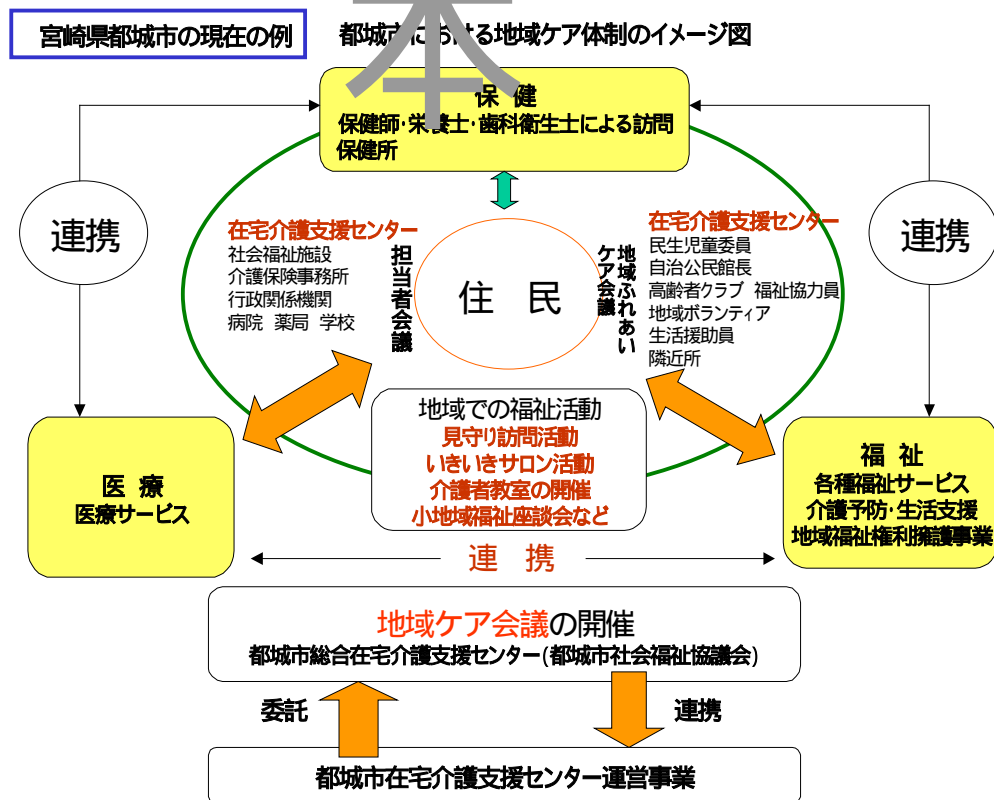 宮崎県都城市の現在の例
都城市における地域ケア体制のイメージ図
本
保 健
保健師・栄養士・歯科衛生士による訪問
保健所
連携
連携
在宅介護支援センター
社会福祉施設
介護保険事務所
行政関係機関
病院 薬局 学校
担当者会議
住 民
地域ふれあい
ケア会議
在宅介護支援センター
民生児童委員
自治公民館長
高齢者クラブ 福祉協力員
地域ボランティア
生活援助員
隣近所
地域での福祉活動
見守り訪問活動
いきいきサロン活動
介護者教室の開催
小地域福祉座談会など
医 療
医療サービス
福 祉
各種福祉サービス
介護予防・生活支援
地域福祉権利擁護事業
連 携
地域ケア会議の開催
都城市総合在宅介護支援センター(都城市社会福祉協議会)
委託
連携
都城市在宅介護支援センター運営事業